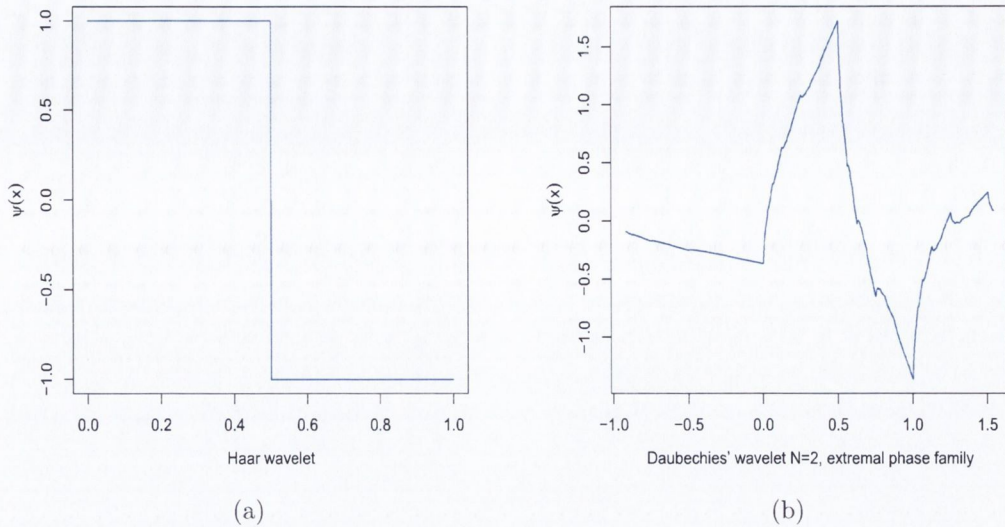 1.0
0.5
0.0
−0.5
−1.0
ψ(x)
0.0 0.2 0.4 0.6 0.8 1.0
Haar wavelet
(a)
1.5
1.0
0.5
0.0
−0.5
−1.0
ψ(x)
−1.0 −0.5 0.0 0.5 1.0 1.5
Daubechies' wavelet N=2, extremal phase family
(b)